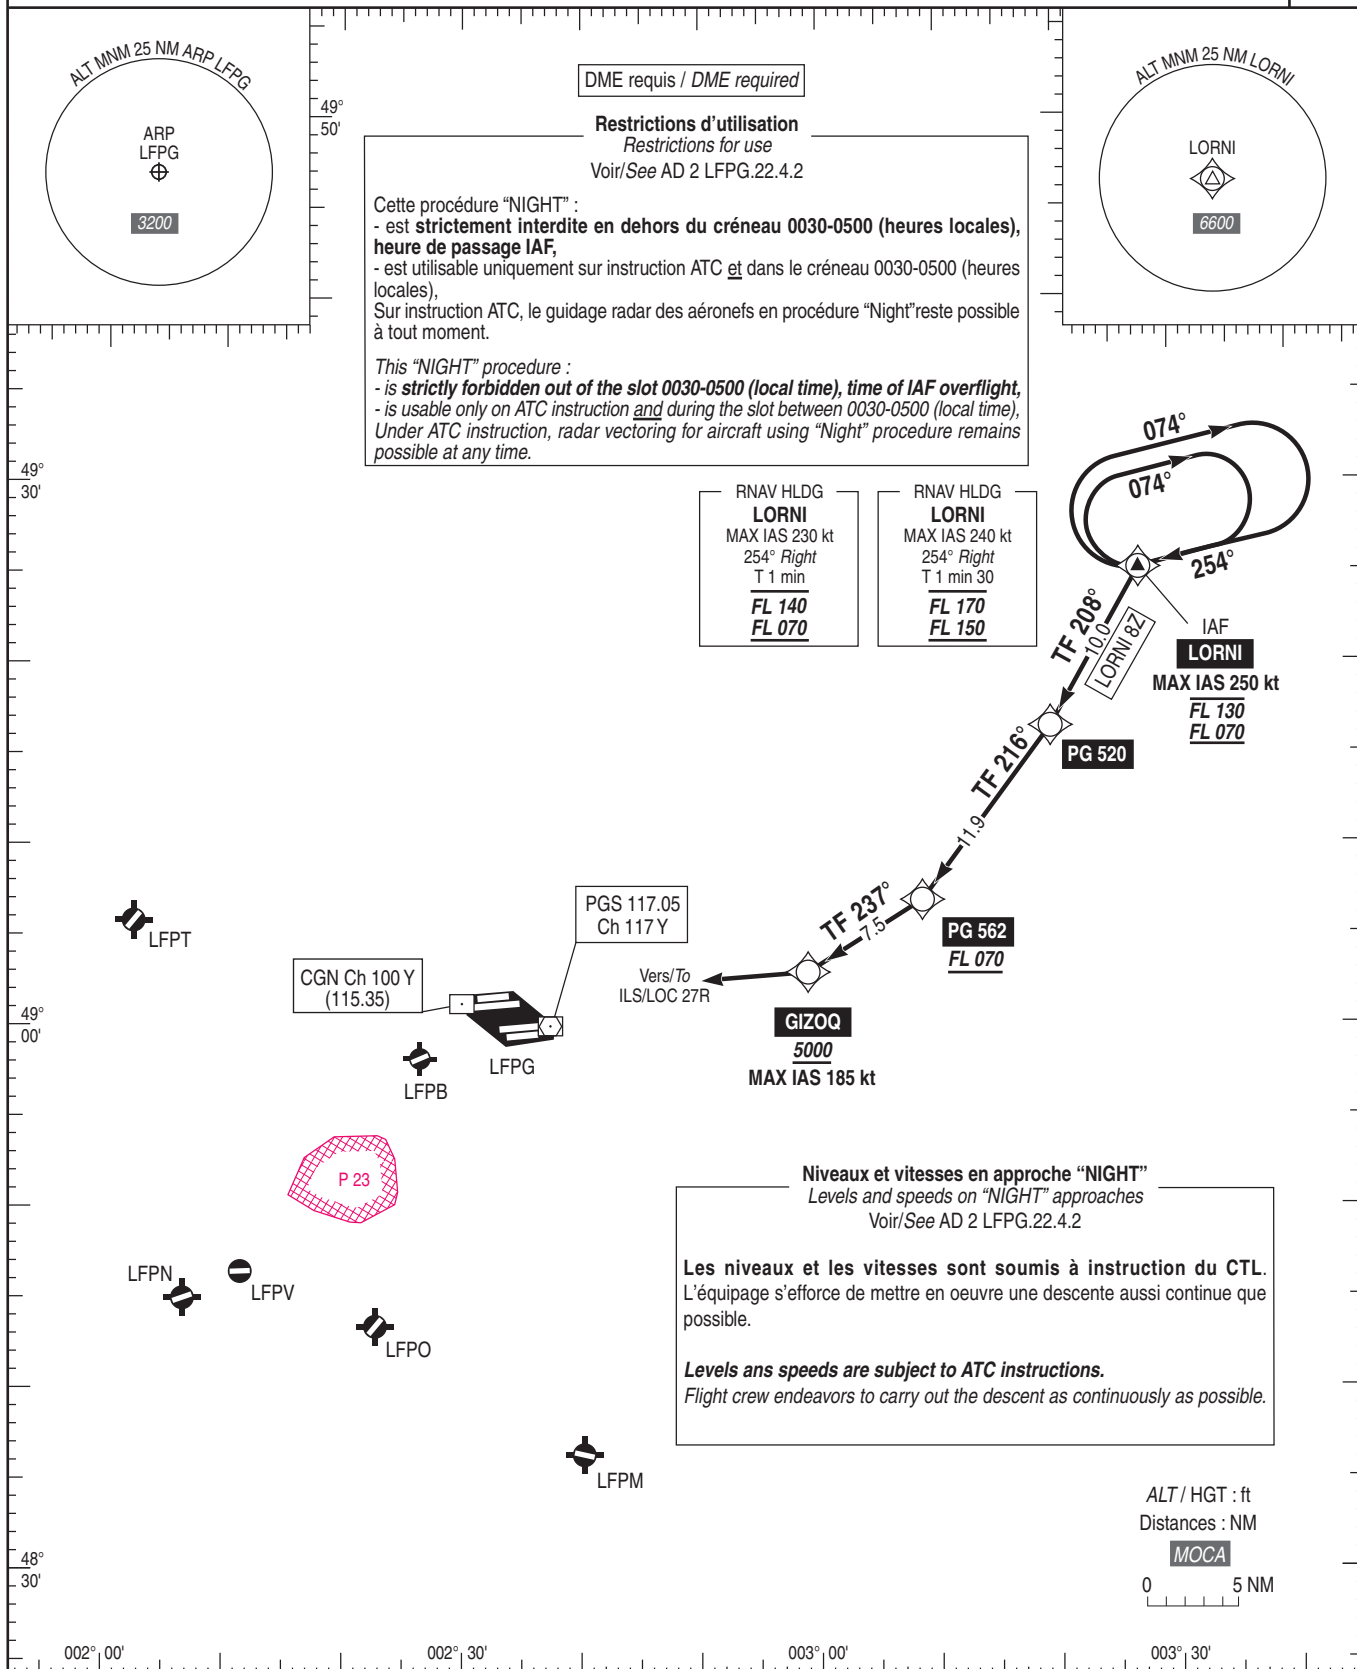 ALT MNM 25 NM ARP LFPG
ARP
LFPG
3200
49°
50'
DME requis / DME required
Restrictions d'utilisation
Restrictions for use
Voir/See AD 2 LFPG.22.4.2
Cette procédure “NIGHT” :
- est strictement interdite en dehors du créneau 0030-0500 (heures locales),
heure de passage IAF,
- est utilisable uniquement sur instruction ATC et dans le créneau 0030-0500 (heures
locales),
Sur instruction ATC, le guidage radar des aéronefs en procédure “Night”reste possible
à tout moment.
This “NIGHT” procedure :
- is strictly forbidden out of the slot 0030-0500 (local time), time of IAF overflight,
- is usable only on ATC instruction and during the slot between 0030-0500 (local time),
Under ATC instruction, radar vectoring for aircraft using “Night” procedure remains
possible at any time.
ALT MNM 25 NM LORNI
LORNI
6600
49°
30'
RNAV HLDG
LORNI
MAX IAS 230 kt
254° Right
T 1 min
FL 140
FL 070
RNAV HLDG
LORNI
MAX IAS 240 kt
254° Right
T 1 min 30
FL 170
FL 150
074°
074°
254°
TF 208°
10.0
LORNI 8Z
IAF
LORNI
MAX IAS 250 kt
FL 130
FL 070
PG 520
TF 216°
11.9
PG 562
FL 070
TF 237°
7.5
Vers/To
ILS/LOC 27R
GIZOQ
5000
MAX IAS 185 kt
PGS 117.05
Ch 117 Y
CGN Ch 100 Y
(115.35)
LFPT
LFPG
LFPB
49°
00'
P 23
LFPN
LFPV
LFPO
LFPM
Niveaux et vitesses en approche “NIGHT”
Levels and speeds on “NIGHT” approaches
Voir/See AD 2 LFPG.22.4.2
Les niveaux et les vitesses sont soumis à instruction du CTL.
L'équipage s'efforce de mettre en oeuvre une descente aussi continue que
possible.
Levels ans speeds are subject to ATC instructions.
Flight crew endeavors to carry out the descent as continuously as possible.
ALT / HGT : ft
Distances : NM
MOCA
0 5 NM
48°
30'
002° 00'
002° 30'
003° 00'
003° 30'